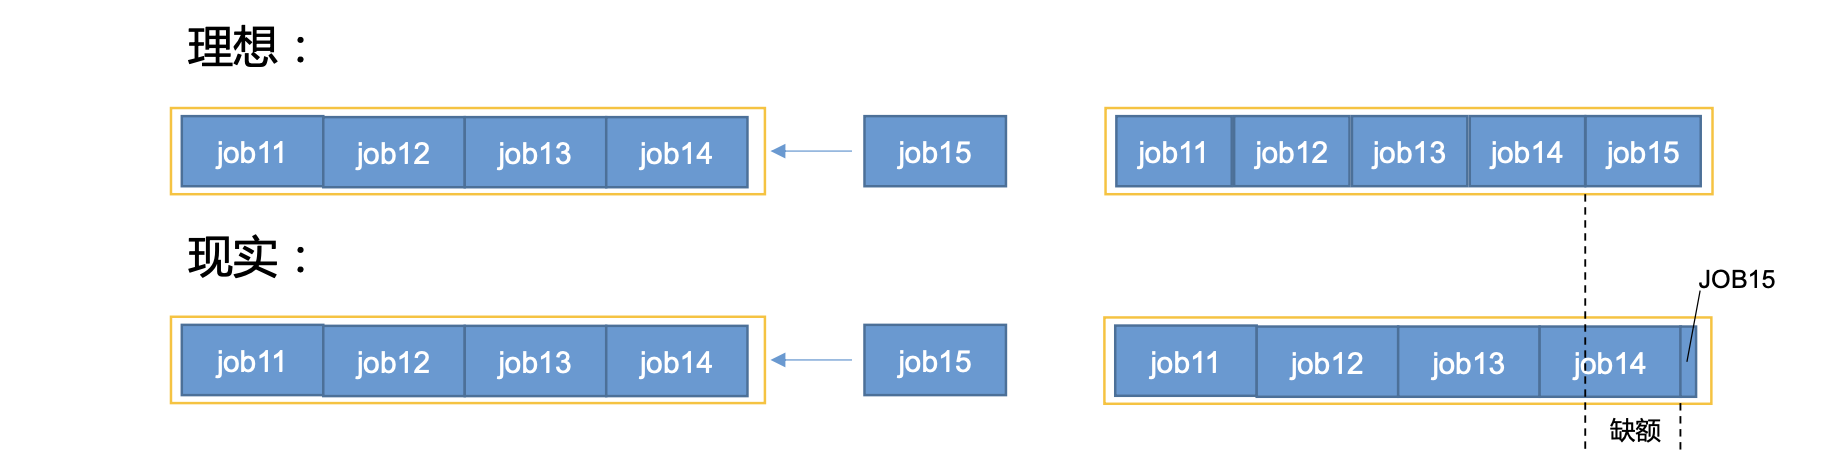 理想：
job11 job12 job13 job14 job15 job11 job12 job13 job14 job15
现实：
JOB15
job11 job12 job13 job14 job15 job11 job12 job13 job14
缺额